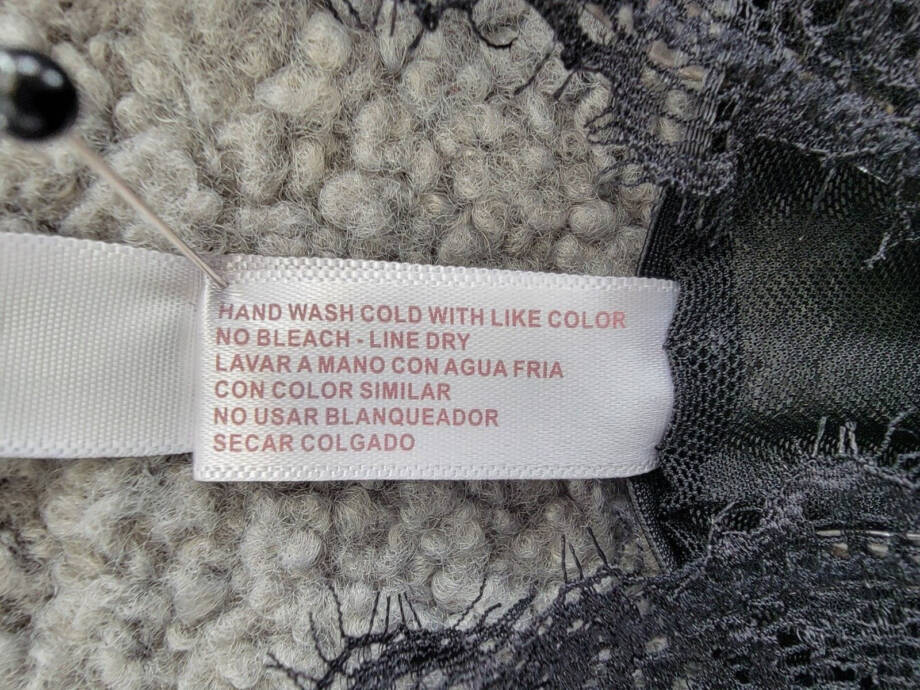 HAND WASH COLD WITH LIKE COLOR
NO BLEACH - LINE DRY
LAVAR A MANO CON AGUA FRIA
CON COLOR SIMILAR
NO USAR BLANQUEADOR
SECAR COLGADO